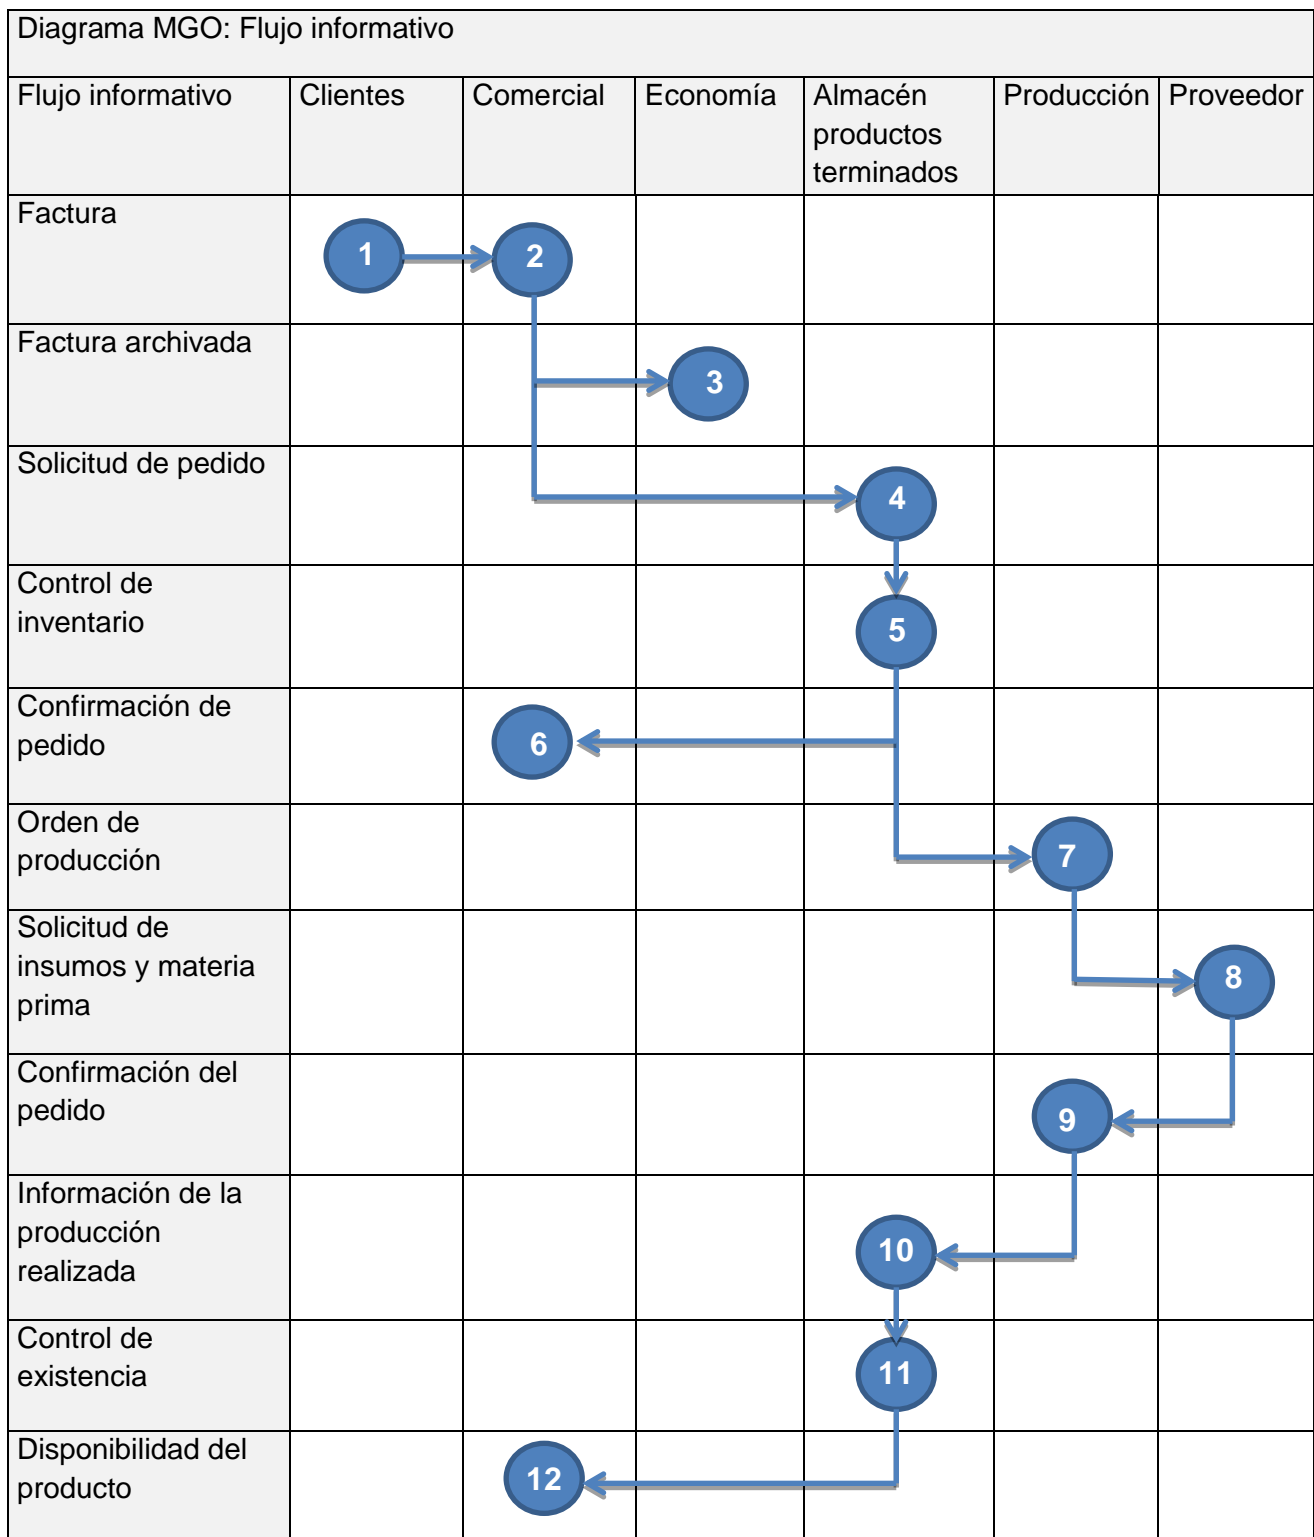 Diagrama MGO: Flujo informativo
Flujo informativo
Clientes
Comercial
Economía
Almacén
productos
terminados
Producción
Proveedor
Factura
1
2
Factura archivada
3
Solicitud de pedido
4
Control de
inventario
5
Confirmación de
pedido
6
Orden de
producción
7
Solicitud de
insumos y materia
prima
8
Confirmación del
pedido
9
Información de la
producción
realizada
10
Control de
existencia
11
Disponibilidad del
producto
12